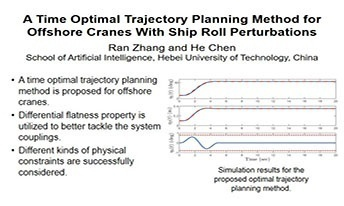 A Time Optimal Trajectory Planning Method for
Offshore Cranes With Ship Roll Perturbations
Ran Zhang and He Chen
School of Artificial Intelligence, Hebei University of Technology, China
• A time optimal trajectory planning
method is proposed for offshore
cranes.
• Differential flatness property is
utilized to better tackle the system
couplings.
• Different kinds of physical
constraints are successfully
considered.
Time (sec)
Simulation results for the
proposed optimal trajectory
planning method.